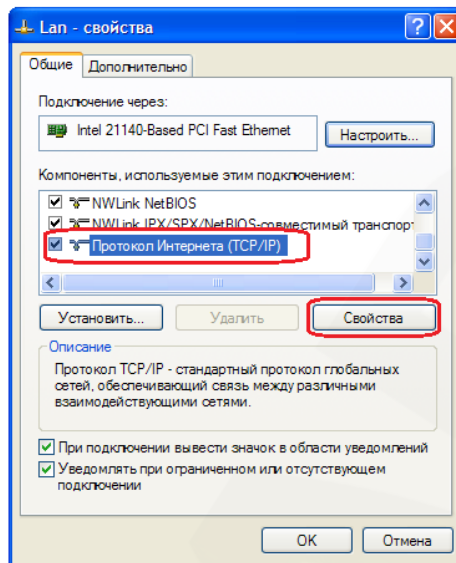 Lan - свойства
Общие
Дополнительно
Подключение через:
Intel 21140-Based PCI Fast Ethernet
Настроить...
Компоненты, используемые этим подключением:
NWLink NetBIOS
NWLink IPX/SPX/NetBIOS-совместимый транспорт
Протокол Интернета (TCP/IP)
Установить...
Удалить
Свойства
Описание
Протокол TCP/IP - стандартный протокол глобальных
сетей, обеспечивающий связь между различными
взаимодействующими сетями.
При подключении вывести значок в области уведомлений
Уведомлять при ограниченном или отсутствующем
подключении
OK
Отмена